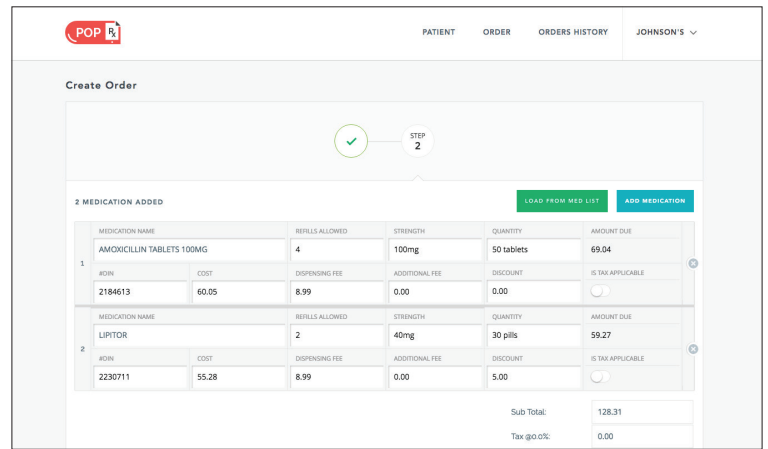 POP Rx PATIENT ORDER ORDERS HISTORY JOHNSON'S
Create Order
STEP
2
2 MEDICATION ADDED LOAD FROM MED LIST ADD MEDICATION
MEDICATION NAME REFILLS ALLOWED STRENGTH QUANTITY AMOUNT DUE
AMOXICILLIN TABLETS 100MG 4 100mg 50 tablets 69.04
1
#DIN COST DISPENSING FEE ADDITIONAL FEE DISCOUNT IS TAX APPLICABLE
2184613 60.05 8.99 0.00 0.00
MEDICATION NAME REFILLS ALLOWED STRENGTH QUANTITY AMOUNT DUE
LIPITOR 2 40mg 30 pills 59.27
2
#DIN COST DISPENSING FEE ADDITIONAL FEE DISCOUNT IS TAX APPLICABLE
2230711 55.28 8.99 0.00 5.00
Sub Total: 128.31
Tax @0.0%: 0.00